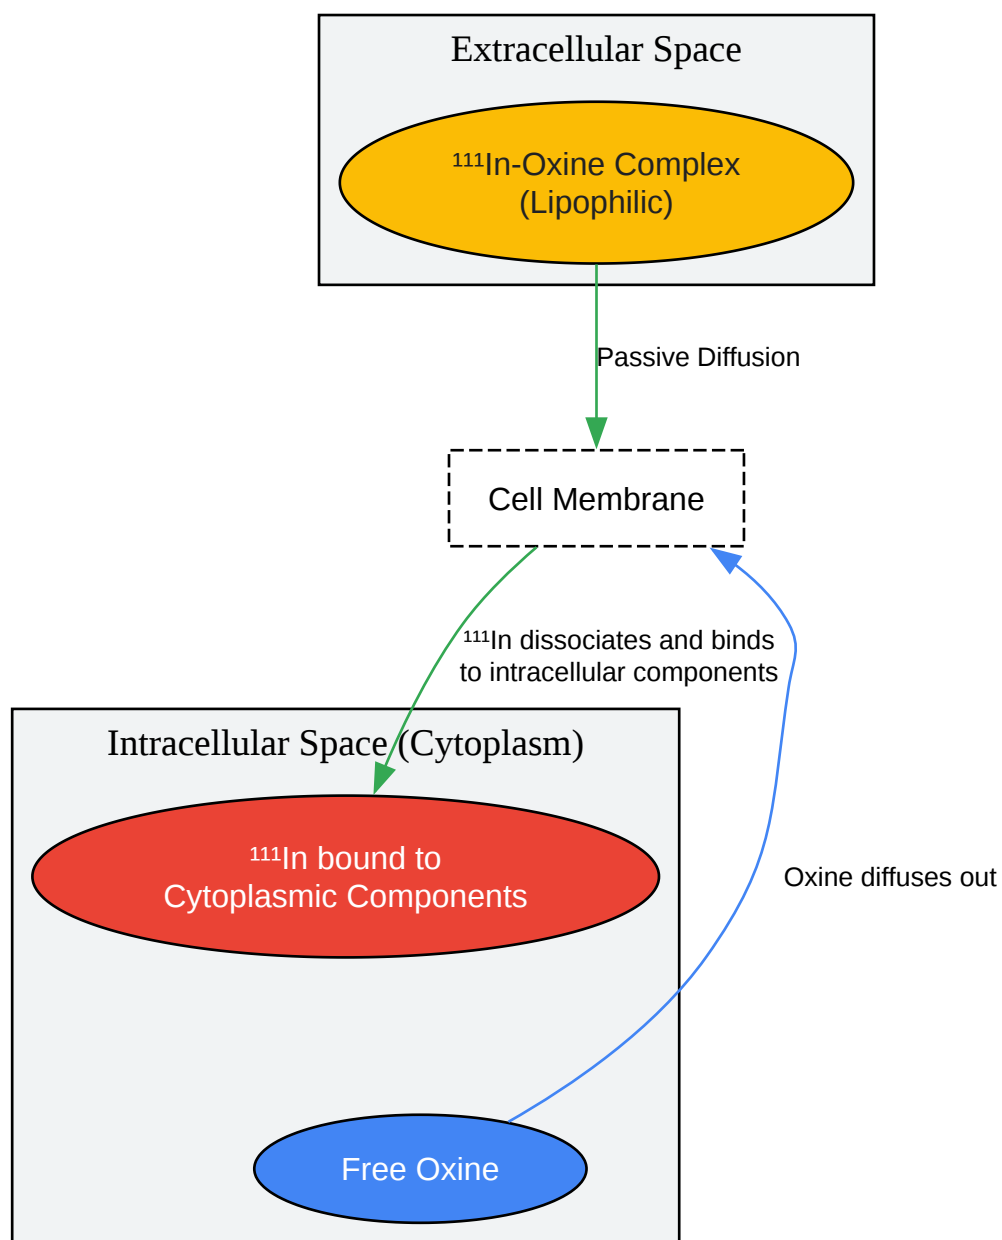 Extracellular Space
¹¹¹In-Oxine Complex
(Lipophilic)
Passive Diffusion
Cell Membrane
¹¹¹In dissociates and binds
to intracellular components
Intracellular Space (Cytoplasm)
¹¹¹In bound to
Cytoplasmic Components
Oxine diffuses out
Free Oxine